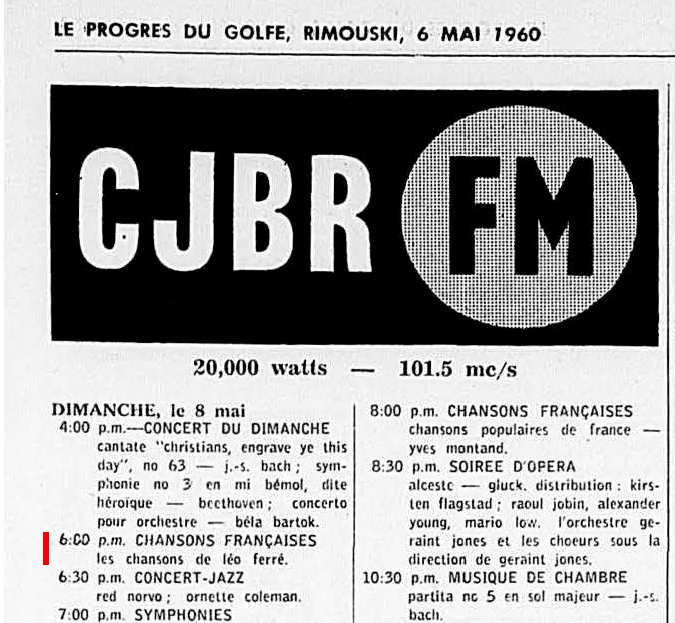 LE PROGRES DU GOLFE, RIMOUSKI, 6 MAI 1960
CJBR FM
20,000 watts — 101.5 mc/s
DIMANCHE, le 8 mai
4:00 p.m.—CONCERT DU DIMANCHE
cantate "christians, engrave ye this
day", no 63 — j.-s. bach; sym-
phonie no 3 en mi bémol, dite
héroïque — beethoven; concerto
pour orchestre — béla bartok.
6:00 p.m. CHANSONS FRANÇAISES
les chansons de léo ferré.
6:30 p.m. CONCERT-JAZZ
red norvo; ornette coleman.
7:00 p.m. SYMPHONIES
8:00 p.m. CHANSONS FRANÇAISES
chansons populaires de france —
yves montand.
8:30 p.m. SOIREE D'OPERA
alceste — gluck. distribution: kirs-
ten flagstad; raoul jobin, alexander
young, mario low. l'orchestre ge-
raint jones et les choeurs sous la
direction de geraint jones.
10:30 p.m. MUSIQUE DE CHAMBRE
partita no 5 en sol majeur — j.-s.
bach.